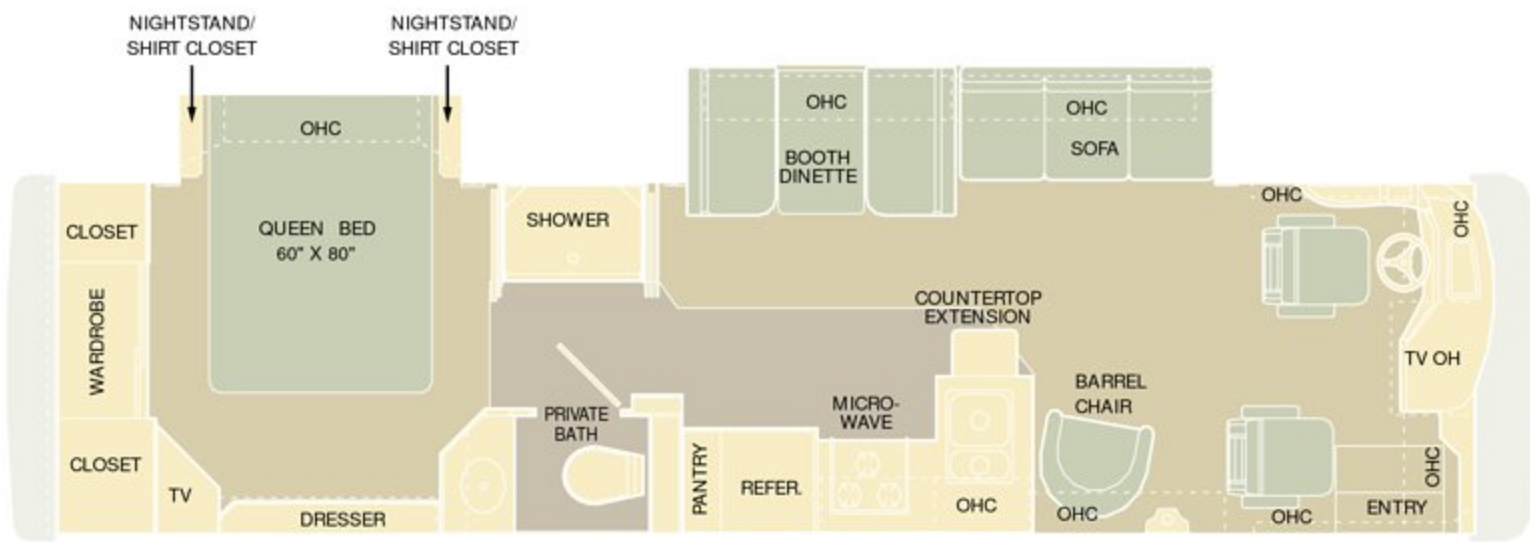 NIGHTSTAND/
SHIRT CLOSET
NIGHTSTAND/
SHIRT CLOSET
OHC
OHC
BOOTH
DINETTE
OHC
SOFA
CLOSET
QUEEN BED
60" X 80"
SHOWER
OHC
OHC
WARDROBE
COUNTERTOP
EXTENSION
TV OH
BARREL
CHAIR
MICRO-
WAVE
PRIVATE
BATH
CLOSET
TV
DRESSER
PANTRY
REFER.
OHC
OHC
OHC
OHC
ENTRY